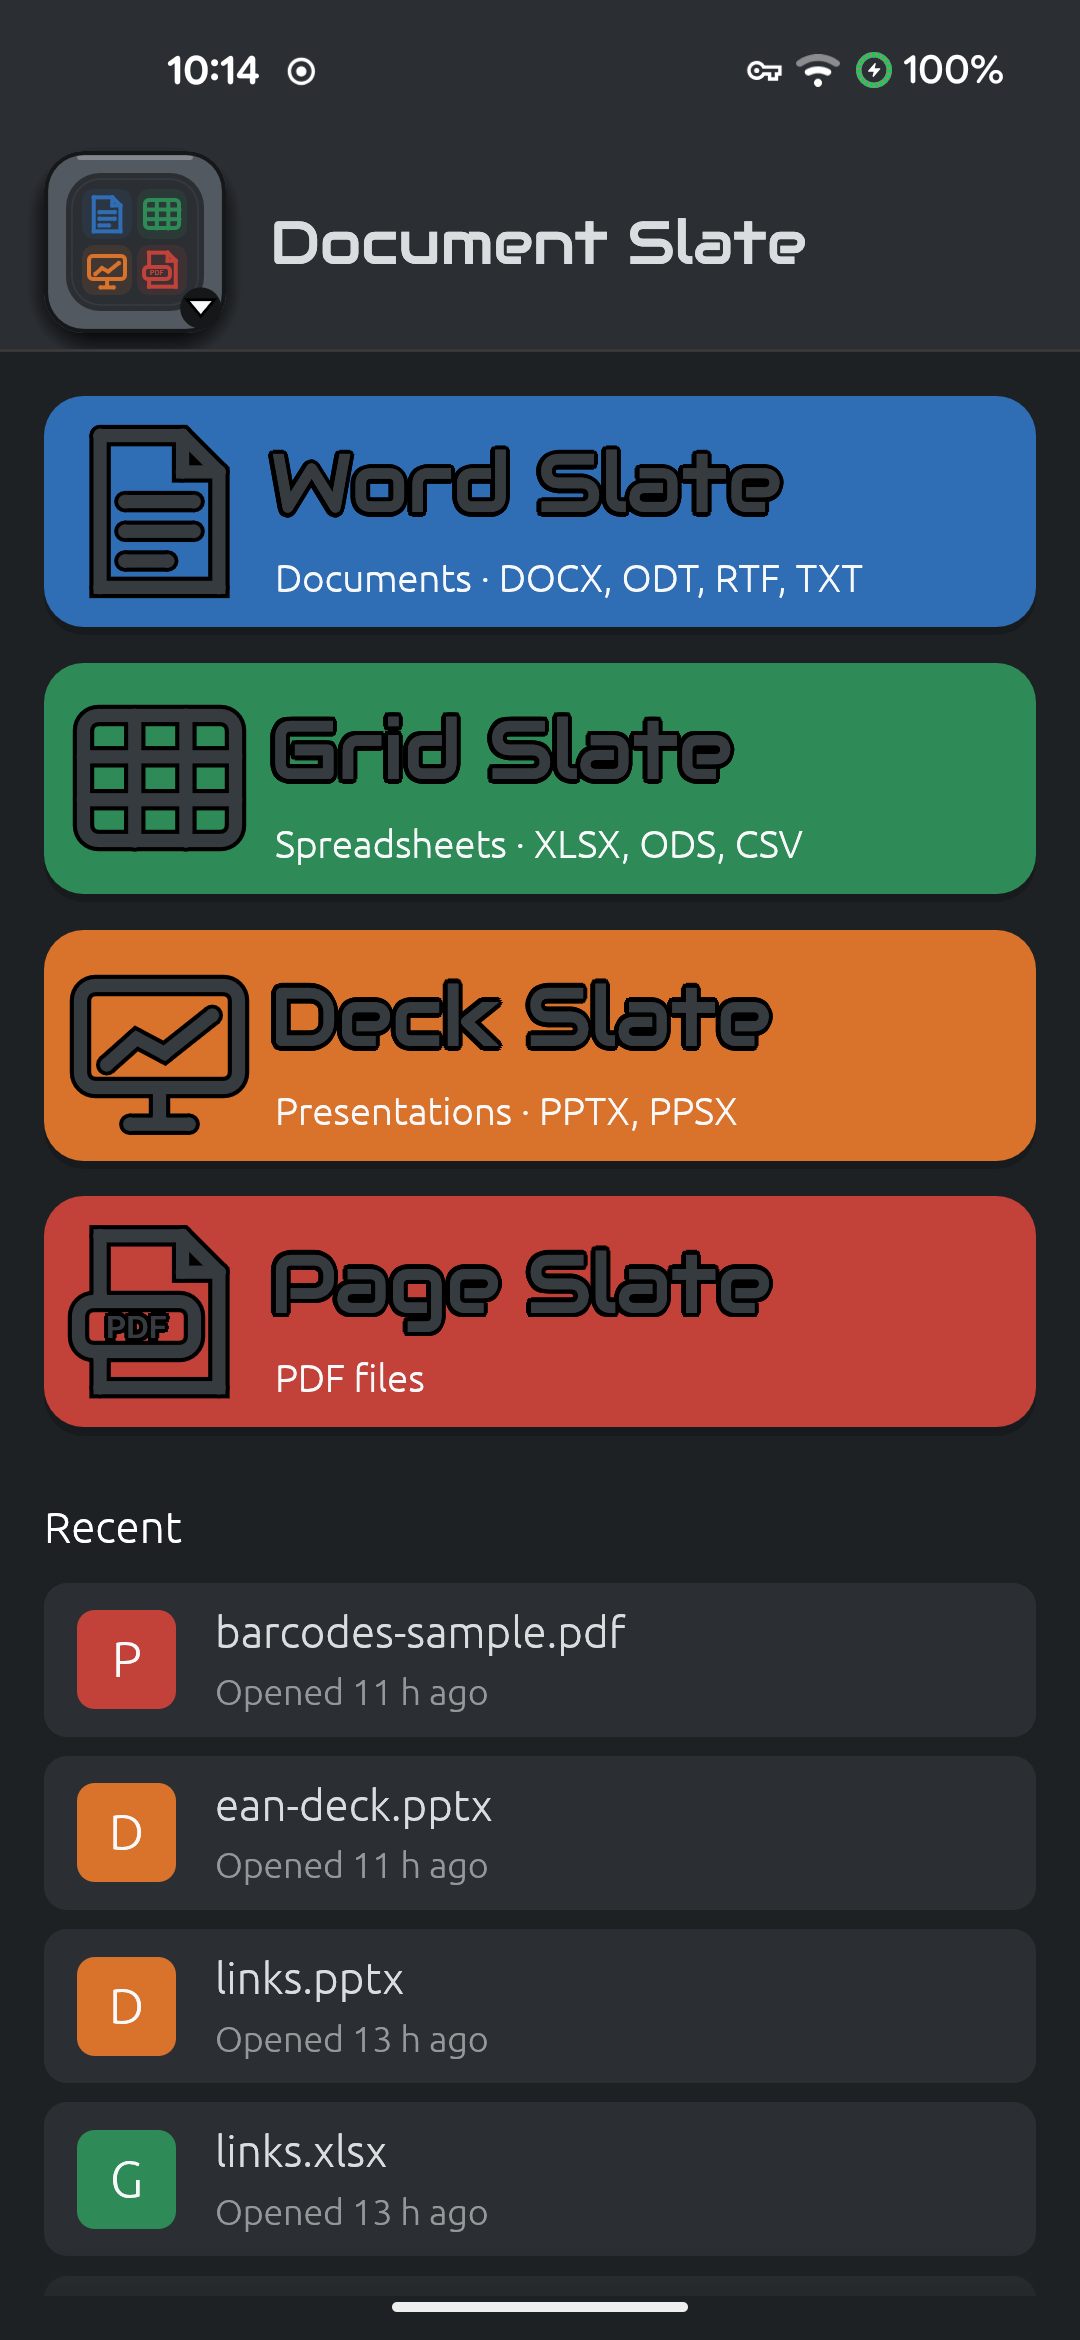 10:14
100%
Document Slate
Word Slate
Documents · DOCX, ODT, RTF, TXT
Grid Slate
Spreadsheets · XLSX, ODS, CSV
Deck Slate
Presentations · PPTX, PPSX
PDF
Page Slate
PDF files
Recent
P
barcodes-sample.pdf
Opened 11 h ago
D
ean-deck.pptx
Opened 11 h ago
D
links.pptx
Opened 13 h ago
G
links.xlsx
Opened 13 h ago